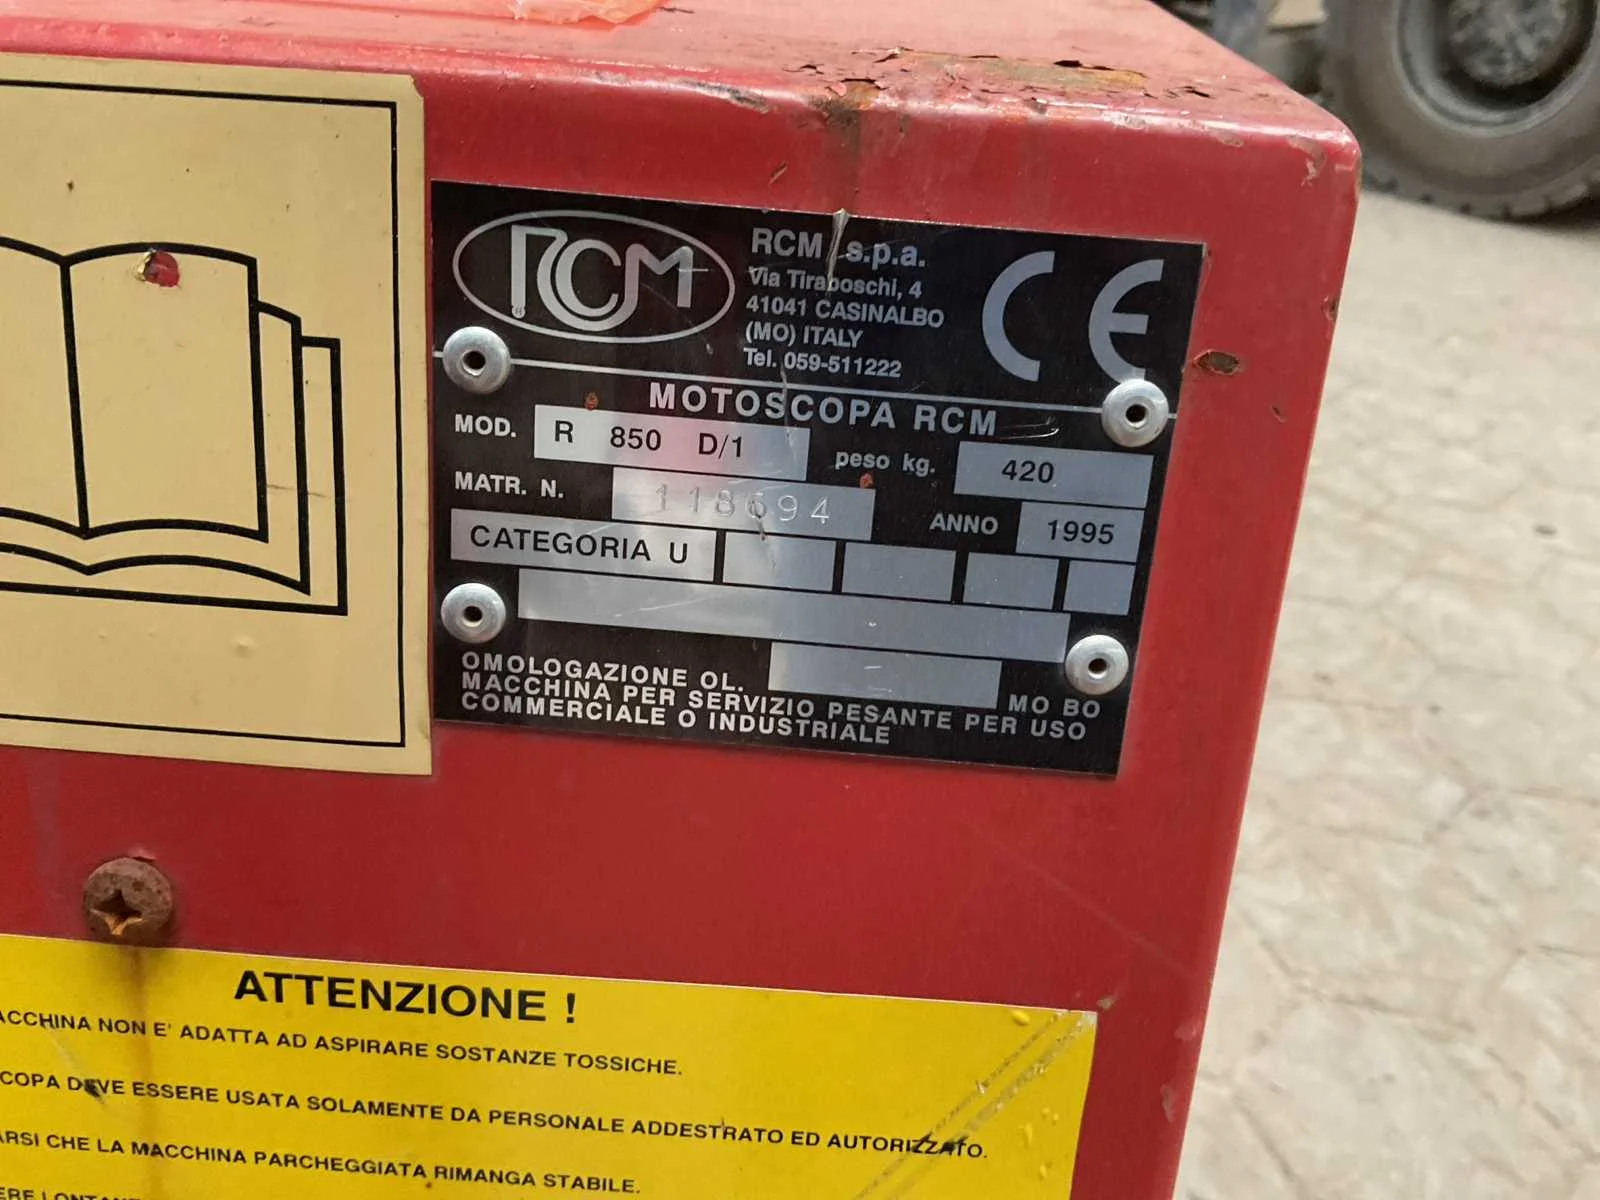 RCM
RCM s.p.a.
Via Tiraboschi, 4
41041 CASINALBO
(MO) ITALY
Tel. 059-511222
CE
MOTOSCOPA RCM
MOD. R 850 D/1 peso kg. 420
MATR. N. 118694 ANNO 1995
CATEGORIA U
OMOLOGAZIONE OL. MO BO
MACCHINA PER SERVIZIO PESANTE PER USO
COMMERCIALE O INDUSTRIALE
ATTENZIONE !
ACCHINA NON E' ADATTA AD ASPIRARE SOSTANZE TOSSICHE.
COPA DEVE ESSERE USATA SOLAMENTE DA PERSONALE ADDESTRATO ED AUTORIZZATO.
ARSI CHE LA MACCHINA PARCHEGGIATA RIMANGA STABILE.